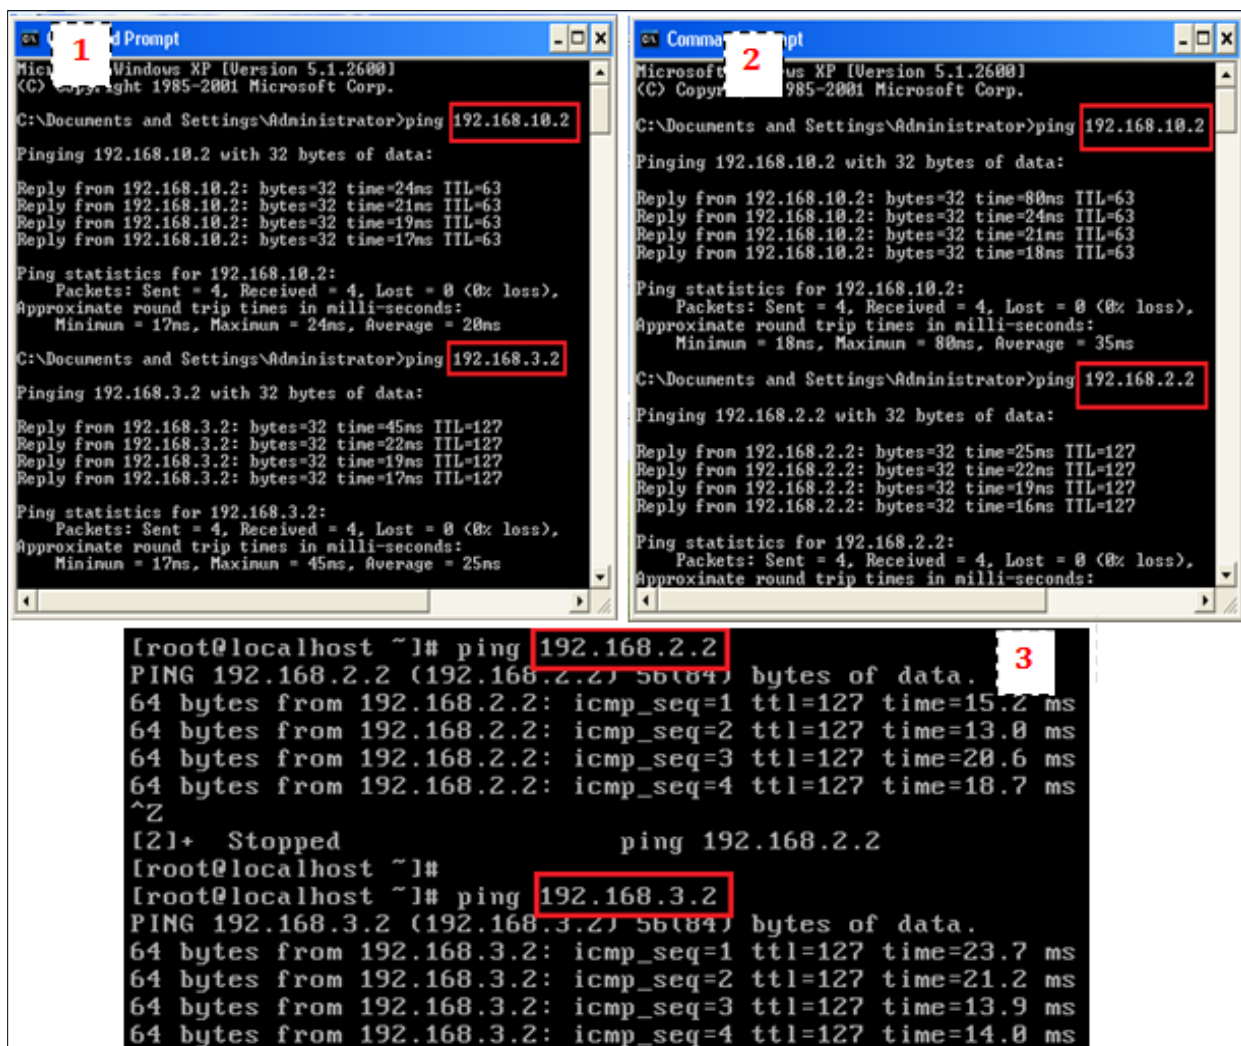 1
d Prompt
Mic Windows XP [Version 5.1.2600]
(C) Copyright 1985-2001 Microsoft Corp.
C:\Documents and Settings\Administrator>ping 192.168.10.2
Pinging 192.168.10.2 with 32 bytes of data:
Reply from 192.168.10.2: bytes=32 time=24ms TTL=63
Reply from 192.168.10.2: bytes=32 time=21ms TTL=63
Reply from 192.168.10.2: bytes=32 time=19ms TTL=63
Reply from 192.168.10.2: bytes=32 time=17ms TTL=63
Ping statistics for 192.168.10.2:
Packets: Sent = 4, Received = 4, Lost = 0 (0% loss),
Approximate round trip times in milli-seconds:
Minimum = 17ms, Maximum = 24ms, Average = 20ms
C:\Documents and Settings\Administrator>ping 192.168.3.2
Pinging 192.168.3.2 with 32 bytes of data:
Reply from 192.168.3.2: bytes=32 time=45ms TTL=127
Reply from 192.168.3.2: bytes=32 time=22ms TTL=127
Reply from 192.168.3.2: bytes=32 time=19ms TTL=127
Reply from 192.168.3.2: bytes=32 time=17ms TTL=127
Ping statistics for 192.168.3.2:
Packets: Sent = 4, Received = 4, Lost = 0 (0% loss),
Approximate round trip times in milli-seconds:
Minimum = 17ms, Maximum = 45ms, Average = 25ms
2
Comma pt
Microsoft ws XP [Version 5.1.2600]
(C) Copyr 985-2001 Microsoft Corp.
C:\Documents and Settings\Administrator>ping 192.168.10.2
Pinging 192.168.10.2 with 32 bytes of data:
Reply from 192.168.10.2: bytes=32 time=80ms TTL=63
Reply from 192.168.10.2: bytes=32 time=24ms TTL=63
Reply from 192.168.10.2: bytes=32 time=21ms TTL=63
Reply from 192.168.10.2: bytes=32 time=18ms TTL=63
Ping statistics for 192.168.10.2:
Packets: Sent = 4, Received = 4, Lost = 0 (0% loss),
Approximate round trip times in milli-seconds:
Minimum = 18ms, Maximum = 80ms, Average = 35ms
C:\Documents and Settings\Administrator>ping 192.168.2.2
Pinging 192.168.2.2 with 32 bytes of data:
Reply from 192.168.2.2: bytes=32 time=25ms TTL=127
Reply from 192.168.2.2: bytes=32 time=22ms TTL=127
Reply from 192.168.2.2: bytes=32 time=19ms TTL=127
Reply from 192.168.2.2: bytes=32 time=16ms TTL=127
Ping statistics for 192.168.2.2:
Packets: Sent = 4, Received = 4, Lost = 0 (0% loss),
Approximate round trip times in milli-seconds:
3
[root@localhost ~]# ping 192.168.2.2
PING 192.168.2.2 (192.168.2.2) 56(84) bytes of data.
64 bytes from 192.168.2.2: icmp_seq=1 ttl=127 time=15.2 ms
64 bytes from 192.168.2.2: icmp_seq=2 ttl=127 time=13.0 ms
64 bytes from 192.168.2.2: icmp_seq=3 ttl=127 time=20.6 ms
64 bytes from 192.168.2.2: icmp_seq=4 ttl=127 time=18.7 ms
^Z
[2]+ Stopped ping 192.168.2.2
[root@localhost ~]#
[root@localhost ~]# ping 192.168.3.2
PING 192.168.3.2 (192.168.3.2) 56(84) bytes of data.
64 bytes from 192.168.3.2: icmp_seq=1 ttl=127 time=23.7 ms
64 bytes from 192.168.3.2: icmp_seq=2 ttl=127 time=21.2 ms
64 bytes from 192.168.3.2: icmp_seq=3 ttl=127 time=13.9 ms
64 bytes from 192.168.3.2: icmp_seq=4 ttl=127 time=14.0 ms